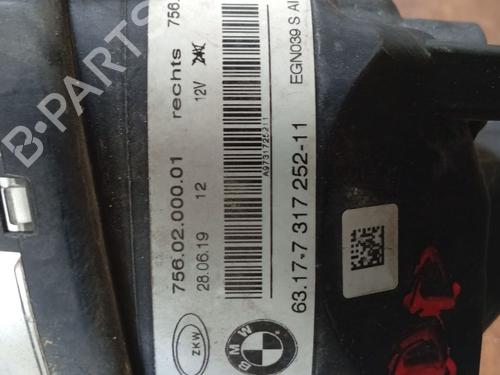 B-PARTS
756.02.000.01 rechts 756.
28.06.19 12 12V
A97317252I1
63.17-7 317 252-11 EGN039 S AI
ZKW
BMW